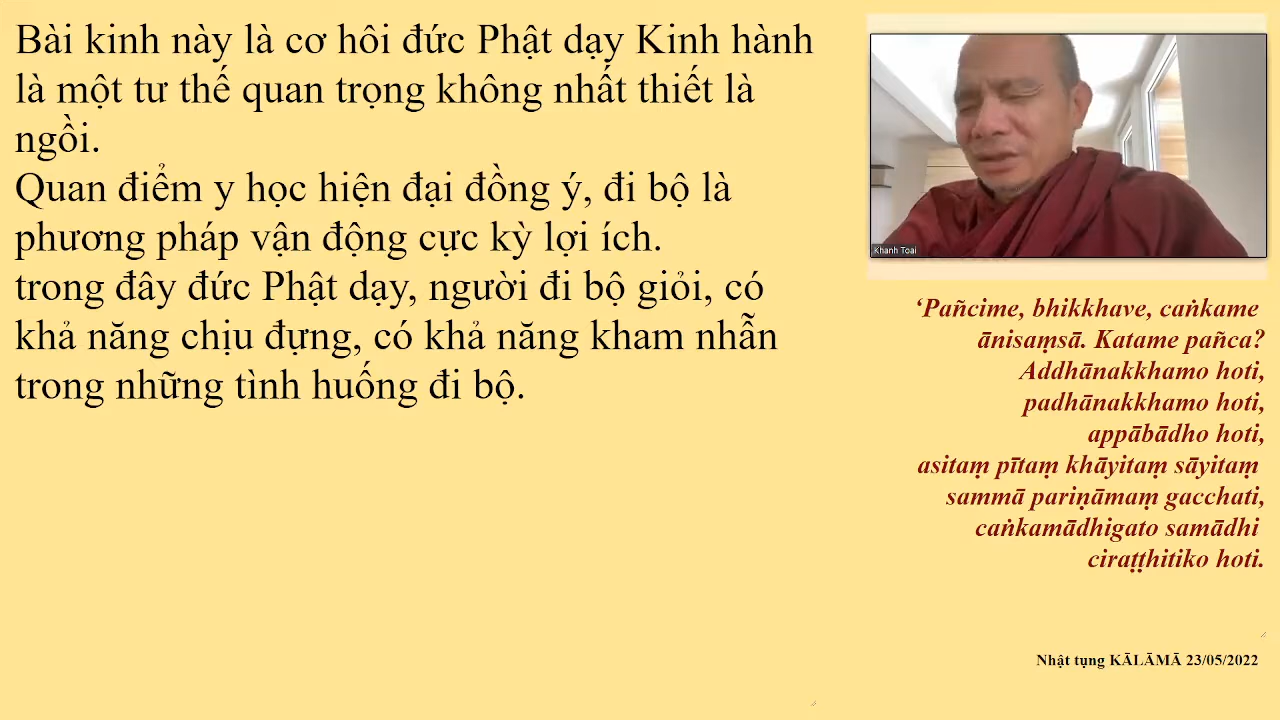 Bài kinh này là cơ hôi đức Phật dạy Kinh hành
là một tư thế quan trọng không nhất thiết là
ngồi.
Quan điểm y học hiện đại đồng ý, đi bộ là
phương pháp vận động cực kỳ lợi ích.
trong đây đức Phật dạy, người đi bộ giỏi, có
khả năng chịu đựng, có khả năng kham nhẫn
trong những tình huống đi bộ.
Khanh Toai
‘Pañcime, bhikkhave, caṅkame
ānisaṃsā. Katame pañca?
Addhānakkhamo hoti,
padhānakkhamo hoti,
appābādho hoti,
asitaṃ pītaṃ khāyitaṃ sāyitaṃ
sammā pariṇāmaṃ gacchati,
caṅkamādhigato samādhi
ciraṭṭhitiko hoti.
Nhật tụng KĀLĀMĀ 23/05/2022